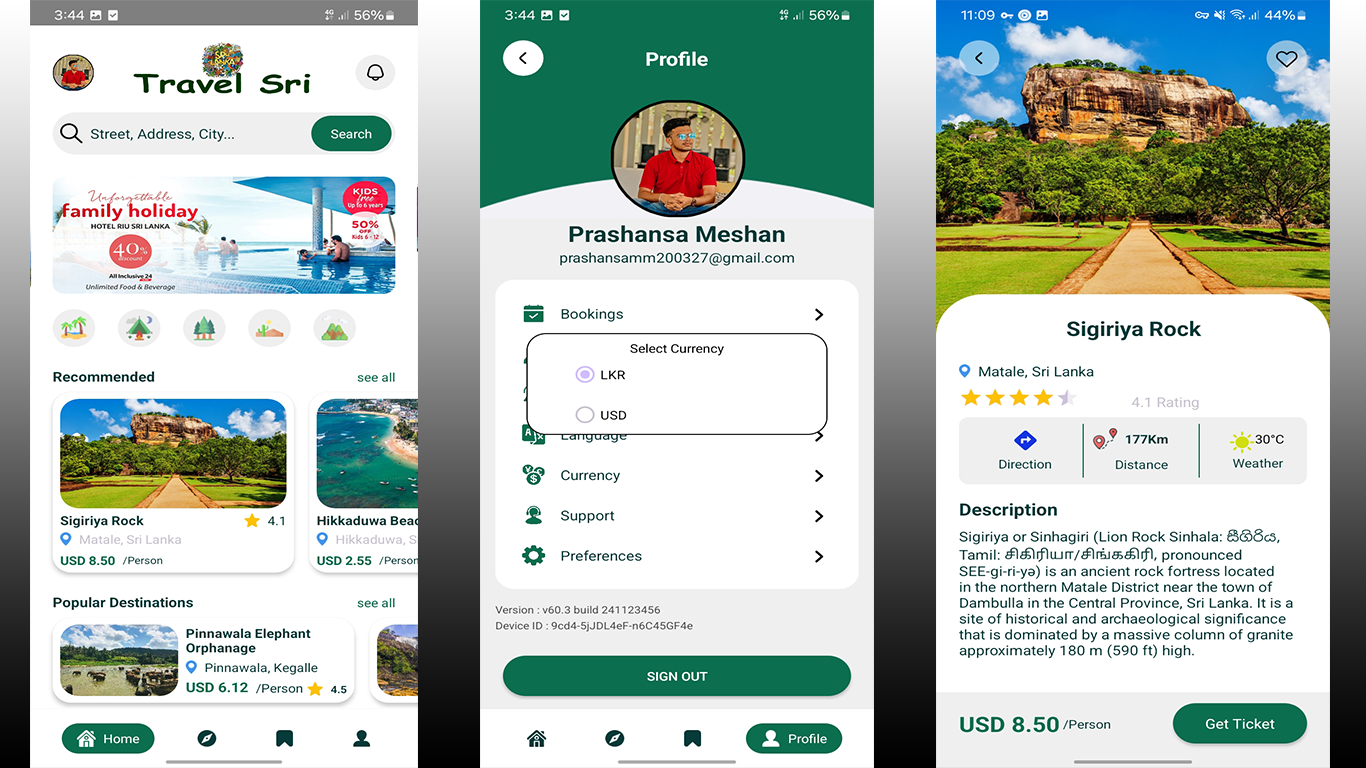 3:44
4G
56%
SRI
LANKA
Travel Sri
Street, Address, City...
Search
Unforgettable
family holiday
HOTEL RIU SRI LANKA
40%
discount
All Inclusive 24
Unlimited Food & Beverage
KIDS
free
Up to 6 years
50%
OFF
Kids 6 - 12
Recommended
see all
Sigiriya Rock
4.1
Matale, Sri Lanka
USD 8.50 /Person
Hikkaduwa Beac
Hikkaduwa, S
USD 2.55 /Person
Popular Destinations
see all
Pinnawala Elephant
Orphanage
Pinnawala, Kegalle
USD 6.12 /Person
4.5
Home
3:44
4G
56%
Profile
Prashansa Meshan
prashansamm200327@gmail.com
Bookings
Select Currency
LKR
USD
Language
Currency
Support
Preferences
Version : v60.3 build 241123456
Device ID : 9cd4-5jJDL4eF-n6C45GF4e
SIGN OUT
Profile
11:09
44%
Sigiriya Rock
Matale, Sri Lanka
4.1 Rating
Direction
177Km
Distance
30°C
Weather
Description
Sigiriya or Sinhagiri (Lion Rock Sinhala: සීගිරිය,
Tamil: சிகிரியா/சிங்ககிரி, pronounced
SEE-gi-ri-yə) is an ancient rock fortress located
in the northern Matale District near the town of
Dambulla in the Central Province, Sri Lanka. It is a
site of historical and archaeological significance
that is dominated by a massive column of granite
approximately 180 m (590 ft) high.
USD 8.50 /Person
Get Ticket